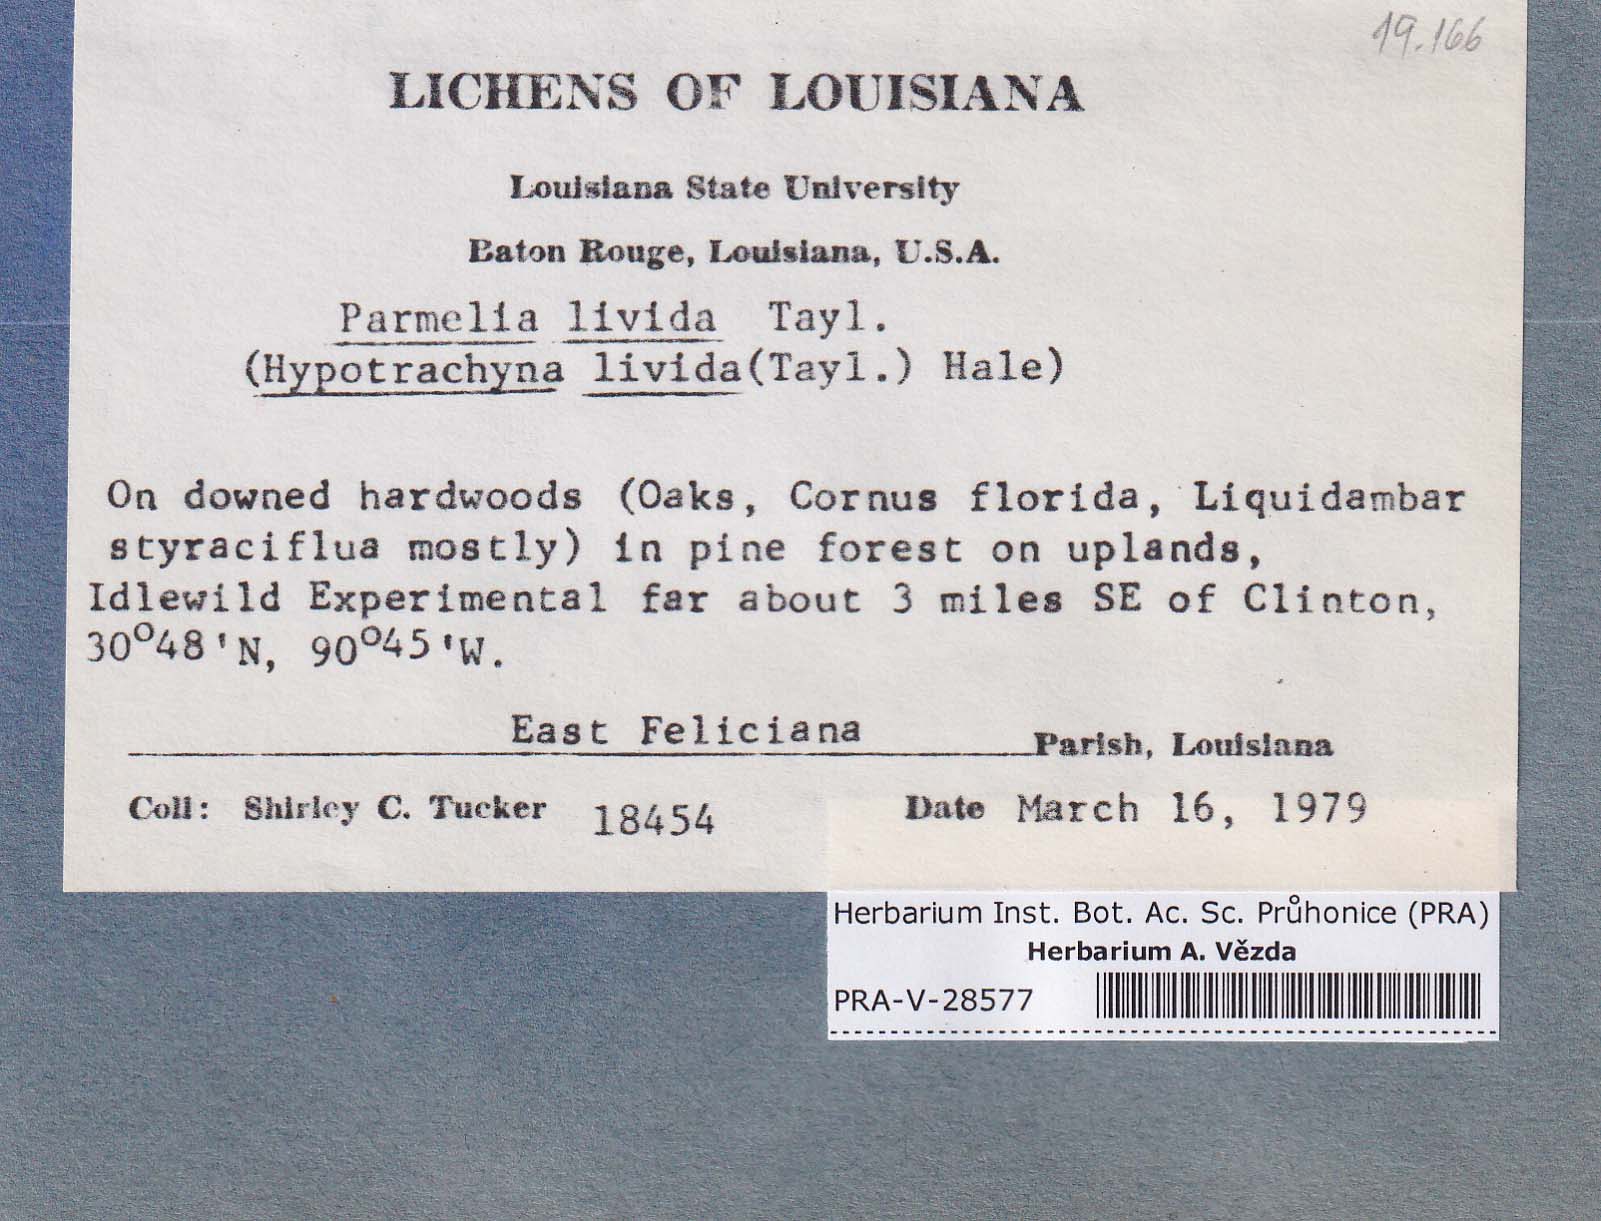 19.166
LICHENS OF LOUISIANA
Louisiana State University
Baton Rouge, Louisiana, U.S.A.
Parmelia livida Tayl.
(Hypotrachyna livida(Tayl.) Hale)
On downed hardwoods (Oaks, Cornus florida, Liquidambar
styraciflua mostly) in pine forest on uplands,
Idlewild Experimental far about 3 miles SE of Clinton,
30°48'N, 90°45'W.
East Feliciana Parish, Louisiana
Coll: Shirley C. Tucker 18454 Date March 16, 1979
Herbarium Inst. Bot. Ac. Sc. Průhonice (PRA)
Herbarium A. Vězda
PRA-V-28577